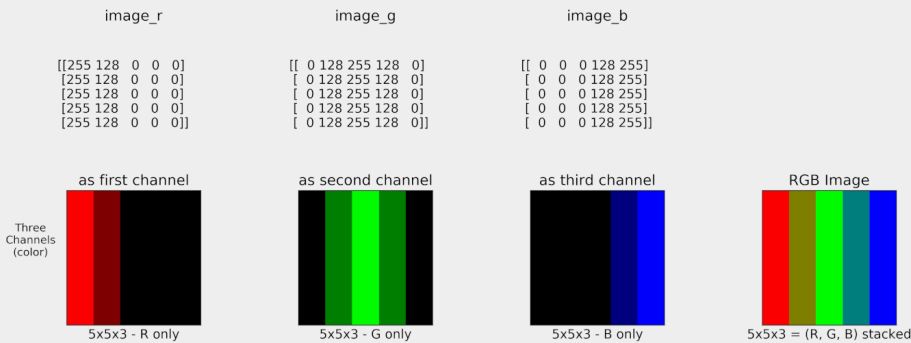 image_r
image_g
image_b
[[255 128   0   0   0]
 [255 128   0   0   0]
 [255 128   0   0   0]
 [255 128   0   0   0]
 [255 128   0   0   0]]
[[  0 128 255 128   0]
 [  0 128 255 128   0]
 [  0 128 255 128   0]
 [  0 128 255 128   0]
 [  0 128 255 128   0]]
[[  0   0   0 128 255]
 [  0   0   0 128 255]
 [  0   0   0 128 255]
 [  0   0   0 128 255]
 [  0   0   0 128 255]]
as first channel
as second channel
as third channel
RGB Image
Three
Channels
(color)
5x5x3 - R only
5x5x3 - G only
5x5x3 - B only
5x5x3 = (R, G, B) stacked